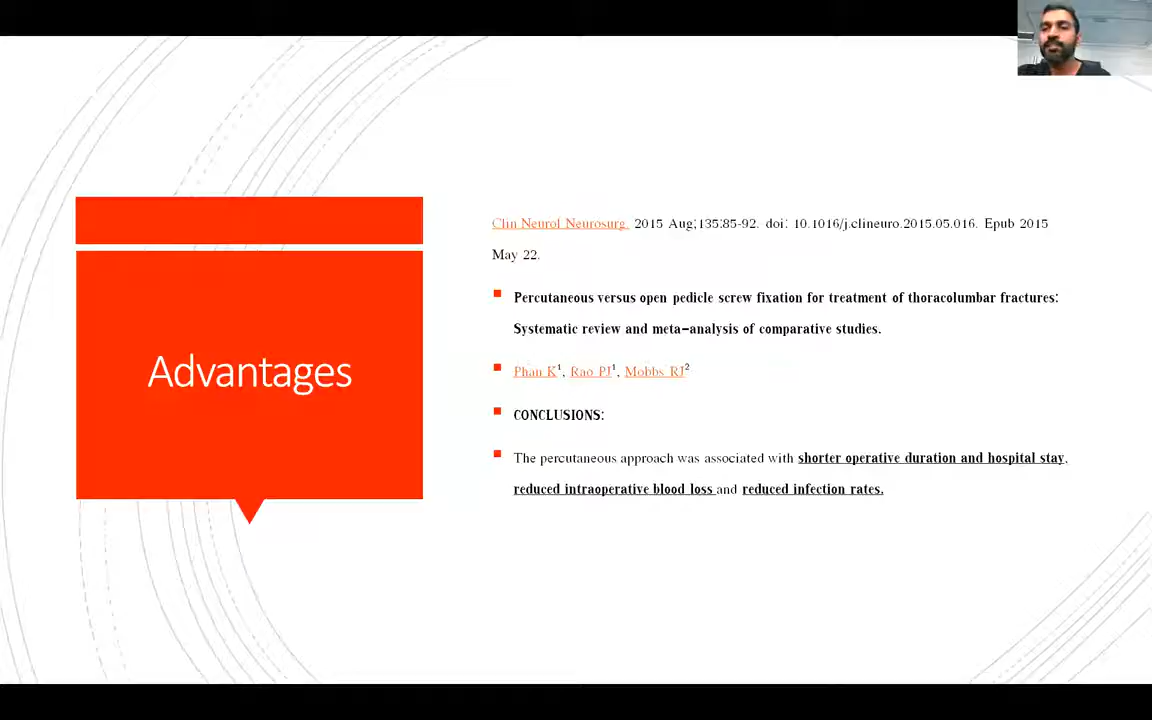 Advantages
Clin Neurol Neurosurg. 2015 Aug;135:85-92. doi: 10.1016/j.clineuro.2015.05.016. Epub 2015
May 22.
Percutaneous versus open pedicle screw fixation for treatment of thoracolumbar fractures:
Systematic review and meta-analysis of comparative studies.
Phan K¹, Rao PJ¹, Mobbs RJ²
CONCLUSIONS:
The percutaneous approach was associated with shorter operative duration and hospital stay,
reduced intraoperative blood loss and reduced infection rates.